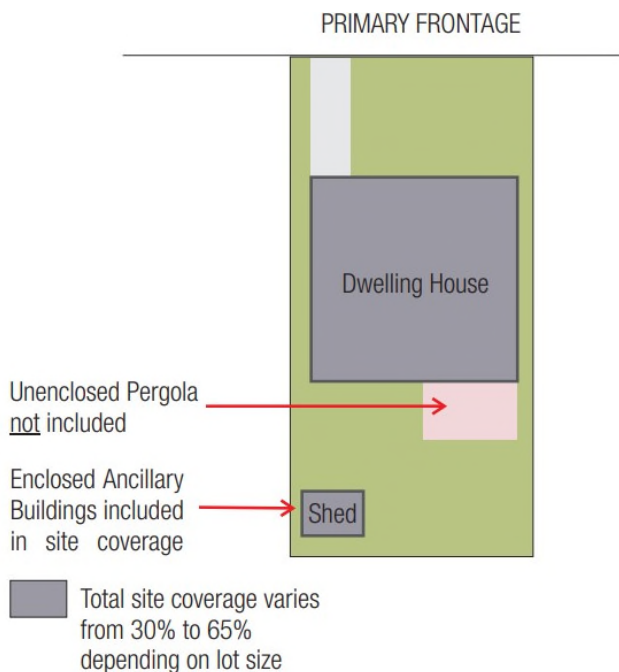 PRIMARY FRONTAGE
Dwelling House
Unenclosed Pergola
not included
Enclosed Ancillary
Buildings included
in site coverage
Shed
Total site coverage varies
from 30% to 65%
depending on lot size